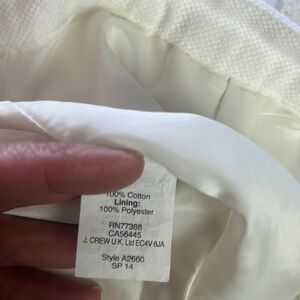 100% Cotton
Lining:
100% Polyester
RN77388
CA56445
J. CREW U.K. Ltd EC4V 6JA
Style A2660
SP 14